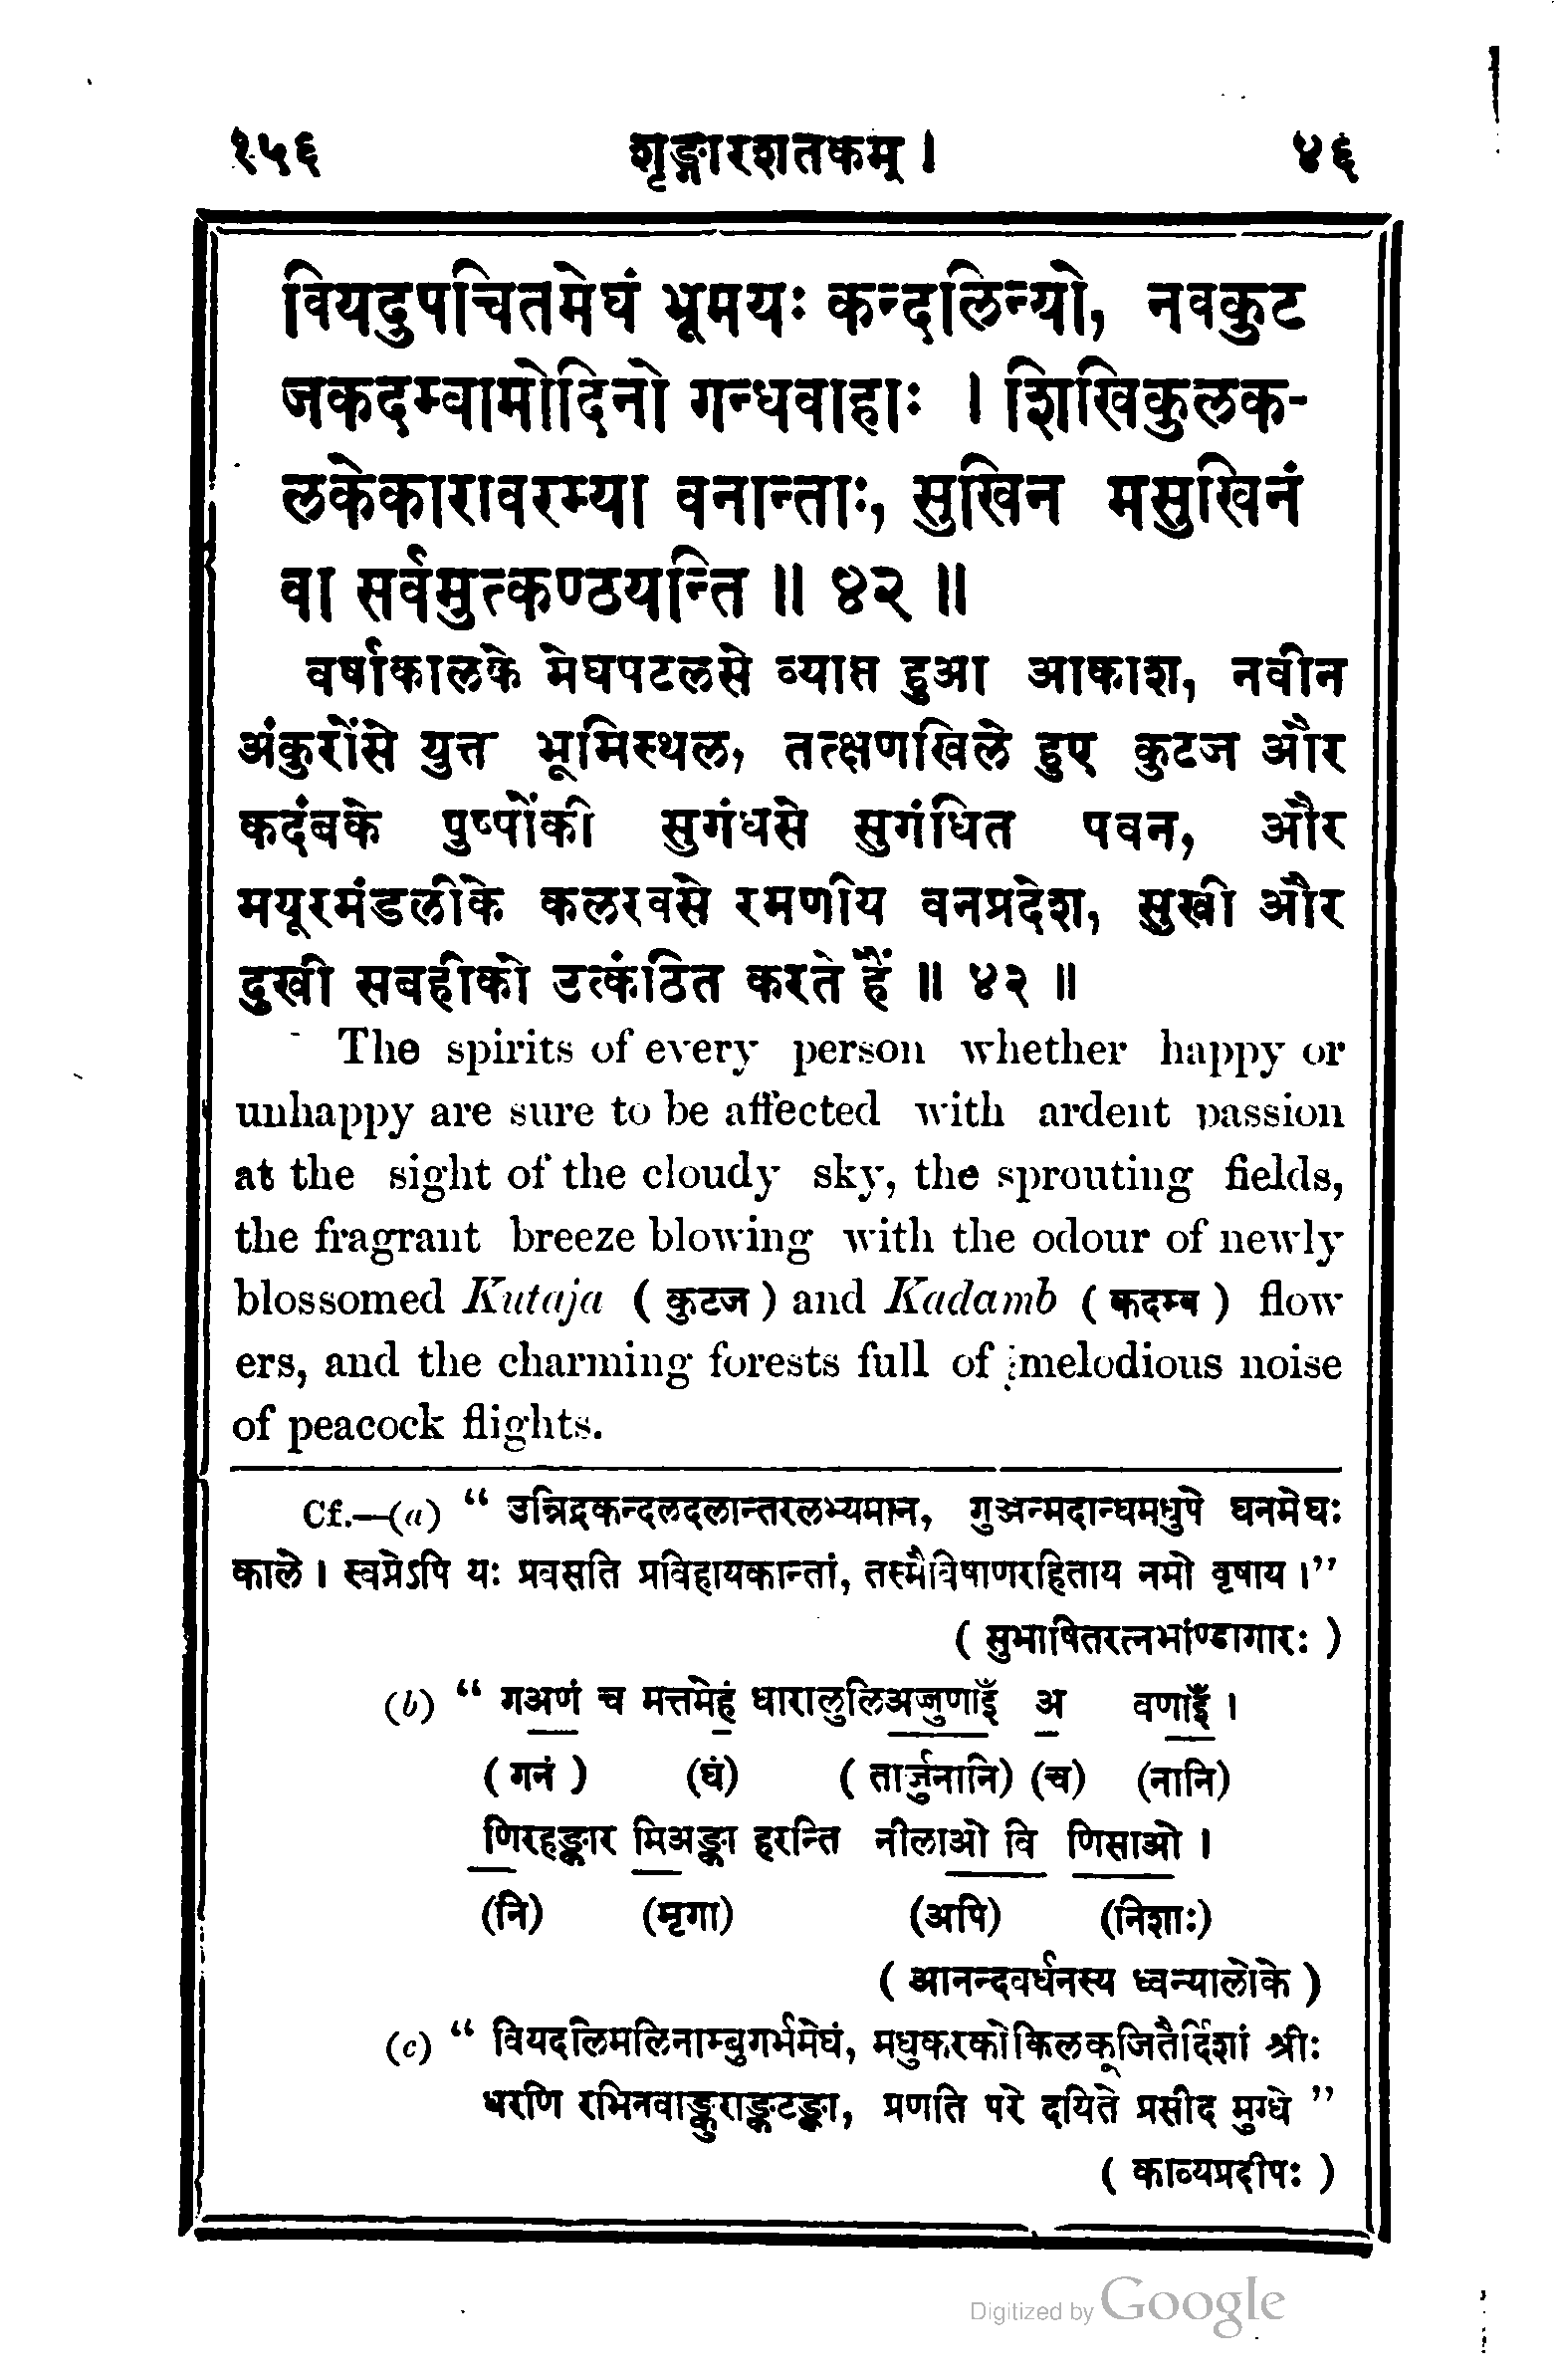 १५६ शृङ्गारशतकम् । ४६
वियदुपचितमेघं भूमयः कन्दलिन्यो, नवकुट
जकदम्बामोदिनो गन्धवाहाः । शिखिकुलक-
लकेकारावरम्या वनान्ताः, सुखिन मसुखिनं
वा सर्वमुत्कण्ठयन्ति ॥ ४२ ॥
वर्षाकालके मेघपटलसे व्याप्त हुआ आकाश, नवीन
अंकुरोंसे युक्त भूमिस्थल, तत्क्षणखिले हुए कुटज और
कदंबके पुष्पोंकी सुगंधसे सुगंधित पवन, और
मयूरमंडलीके कलरवसे रमणीय वनप्रदेश, सुखी और
दुखी सबहीको उत्कंठित करते हैं ॥ ४२ ॥
The spirits of every person whether happy or
unhappy are sure to be affected with ardent passion
at the sight of the cloudy sky, the sprouting fields,
the fragrant breeze blowing with the odour of newly
blossomed Kutaja ( कुटज ) and Kadamb ( कदम्ब ) flow
ers, and the charming forests full of melodious noise
of peacock flights.
Cf.—(a) “ उन्निद्रकन्दलदलान्तरलभ्यमान, गुञ्जन्मदान्धमधुपे घनमेघः
काले । स्वप्नेऽपि यः प्रवसति प्रविहायकान्तां, तस्मैविषाणरहिताय नमो वृषाय ।”
( सुभाषितरत्नभांण्डागारः )
(b) “ गअणं च मत्तमेहं धारालुलिअज्जुणाइँ अ वणाइँ ।
( गनं ) (घं) ( तार्जुनानि) (च) (नानि)
णिरहङ्कार मिअङ्का हरन्ति नीलाओ वि णिसाओ ।
(नि) (मृगा) (अपि) (निशाः)
( आनन्दवर्धनस्य ध्वन्यालोके )
(c) “ वियदलिमलिनाम्बुगर्भमेघं, मधुकरकोकिलकूजितैर्दिशां श्रीः
धरणि रभिनवाङ्कुराङ्कटङ्का, प्रणति परे दयिते प्रसीद मुग्धे ”
( काव्यप्रदीपः )
Digitized by Google